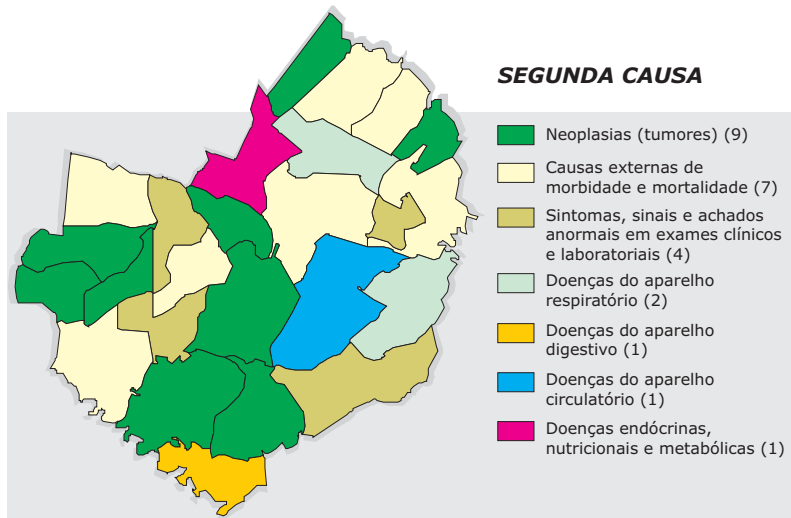 SEGUNDA CAUSA
Neoplasias (tumores) (9)
Causas externas de
morbidade e mortalidade (7)
Sintomas, sinais e achados
anormais em exames clínicos
e laboratoriais (4)
Doenças do aparelho
respiratório (2)
Doenças do aparelho
digestivo (1)
Doenças do aparelho
circulatório (1)
Doenças endócrinas,
nutricionais e metabólicas (1)